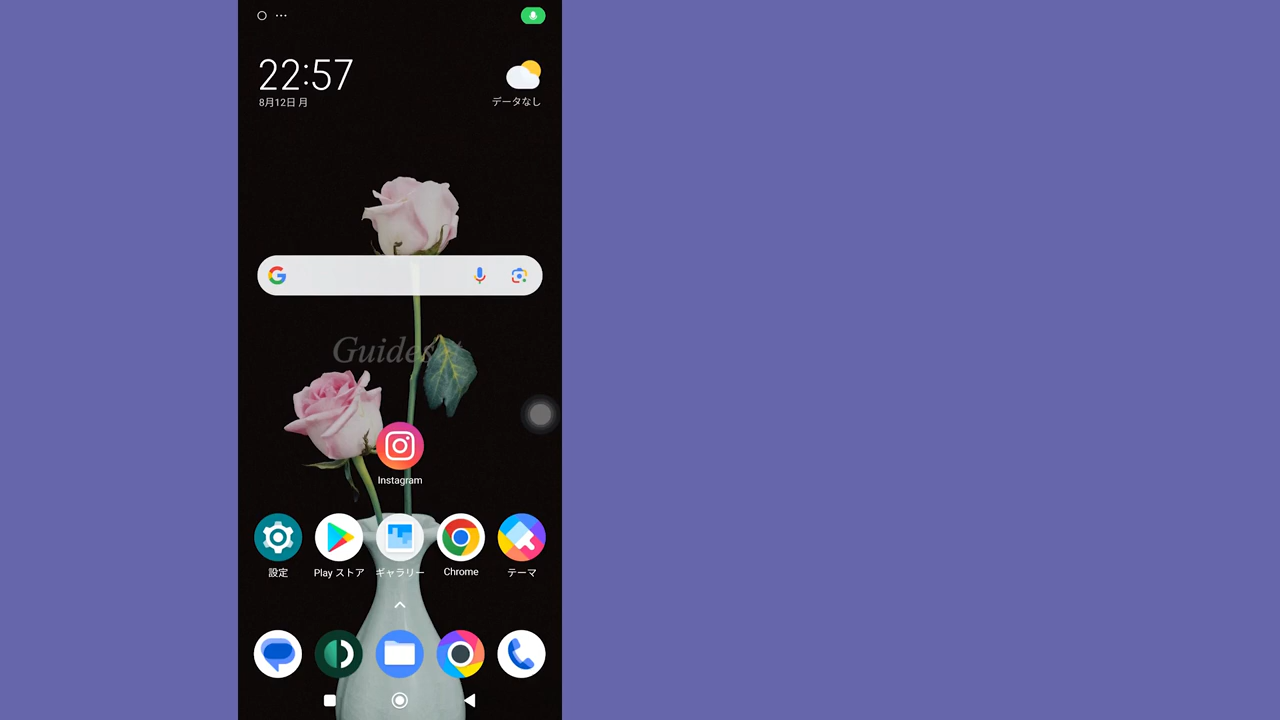 22:57
8月12日 月
データなし
Guides
Instagram
設定
Play ストア
ギャラリー
Chrome
テーマ